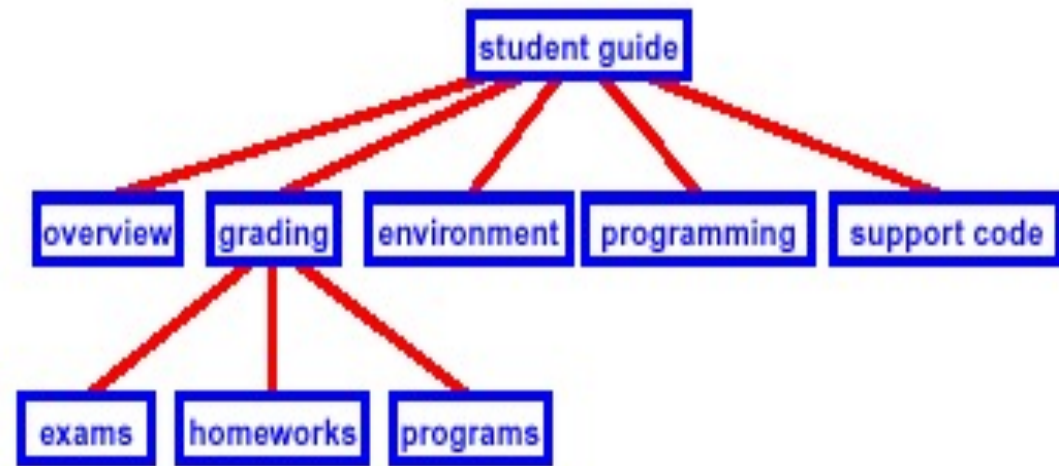 student guide
overview grading environment programming support code
exams homeworks programs